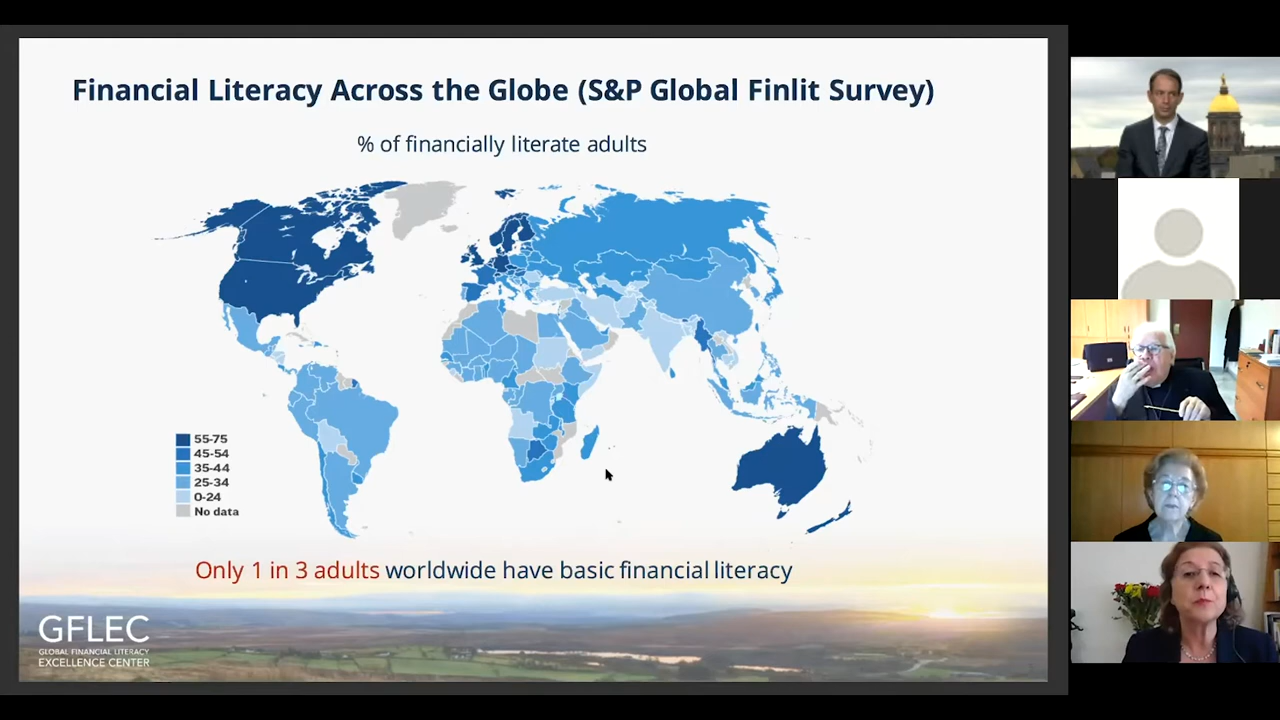 Financial Literacy Across the Globe (S&P Global Finlit Survey)
% of financially literate adults
55-75
45-54
35-44
25-34
0-24
No data
Only 1 in 3 adults worldwide have basic financial literacy
GFLEC
GLOBAL FINANCIAL LITERACY
EXCELLENCE CENTER